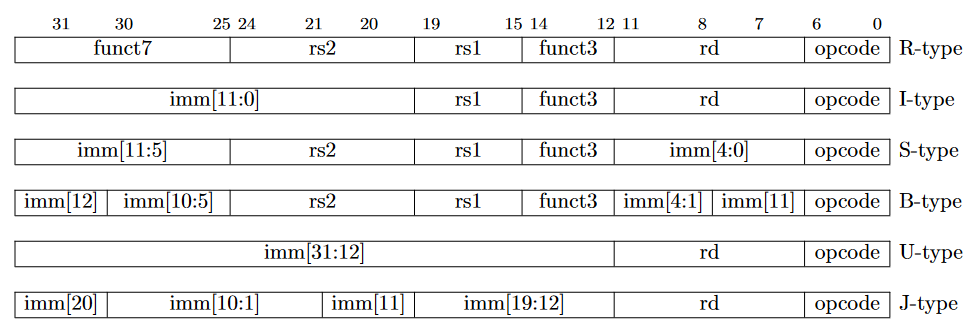 31 30 25 24 21 20 19 15 14 12 11 8 7 6 0
funct7 rs2 rs1 funct3 rd opcode R-type
imm[11:0] rs1 funct3 rd opcode I-type
imm[11:5] rs2 rs1 funct3 imm[4:0] opcode S-type
imm[12] imm[10:5] rs2 rs1 funct3 imm[4:1] imm[11] opcode B-type
imm[31:12] rd opcode U-type
imm[20] imm[10:1] imm[11] imm[19:12] rd opcode J-type